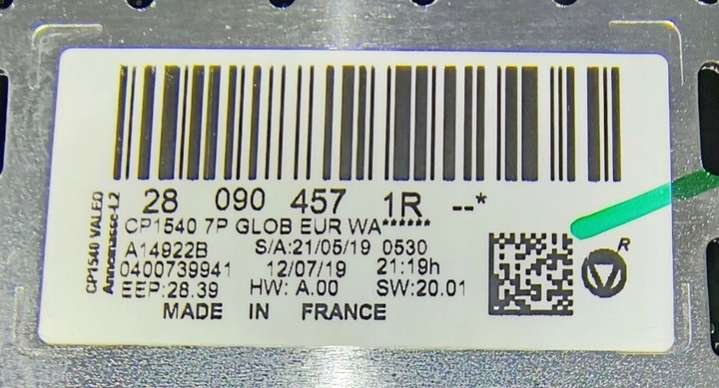 28 090 457 1R --*
CP1540 7P GLOB EUR WA******
A14922B S/A:21/05/19 0530
0400739941 12/07/19 21:19h
EEP:28.39 HW: A.00 SW:20.01
MADE IN FRANCE
CP1540 VALEO
Annemasse-L2
R